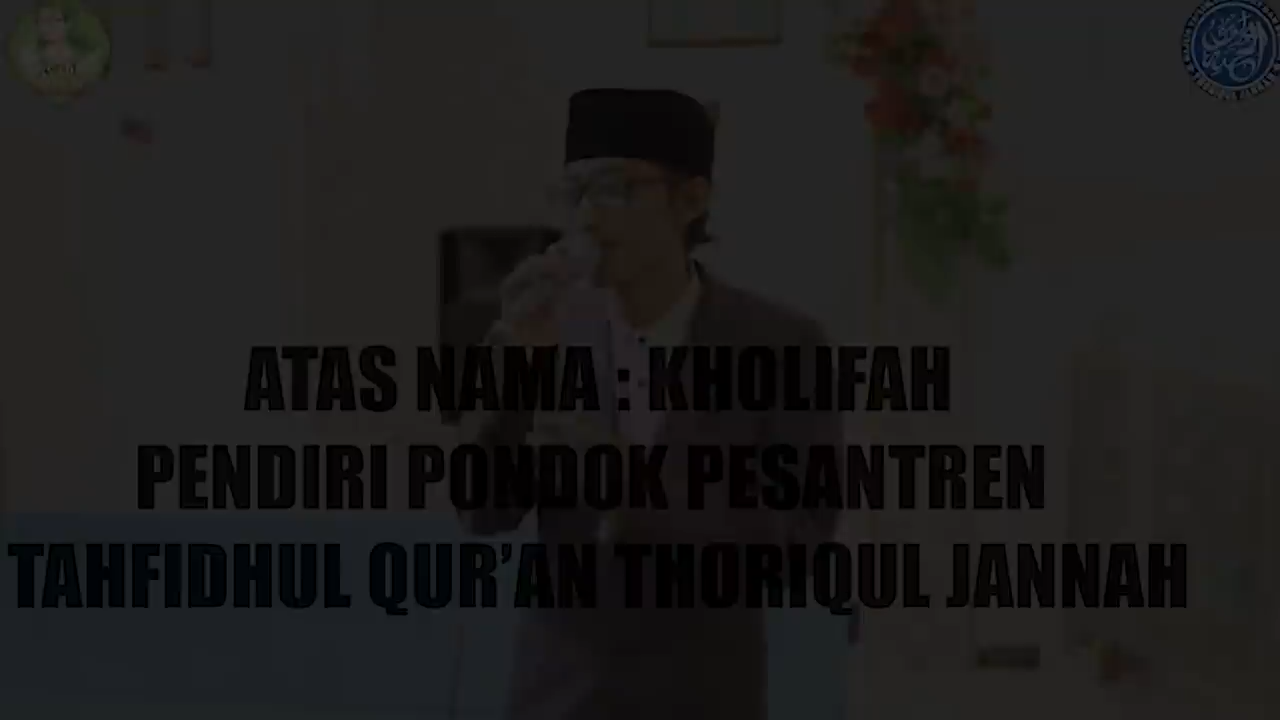 ATAS NAMA : KHOLIFAH
PENDIRI PONDOK PESANTREN
TAHFIDHUL QUR'AN THORIQUL JANNAH